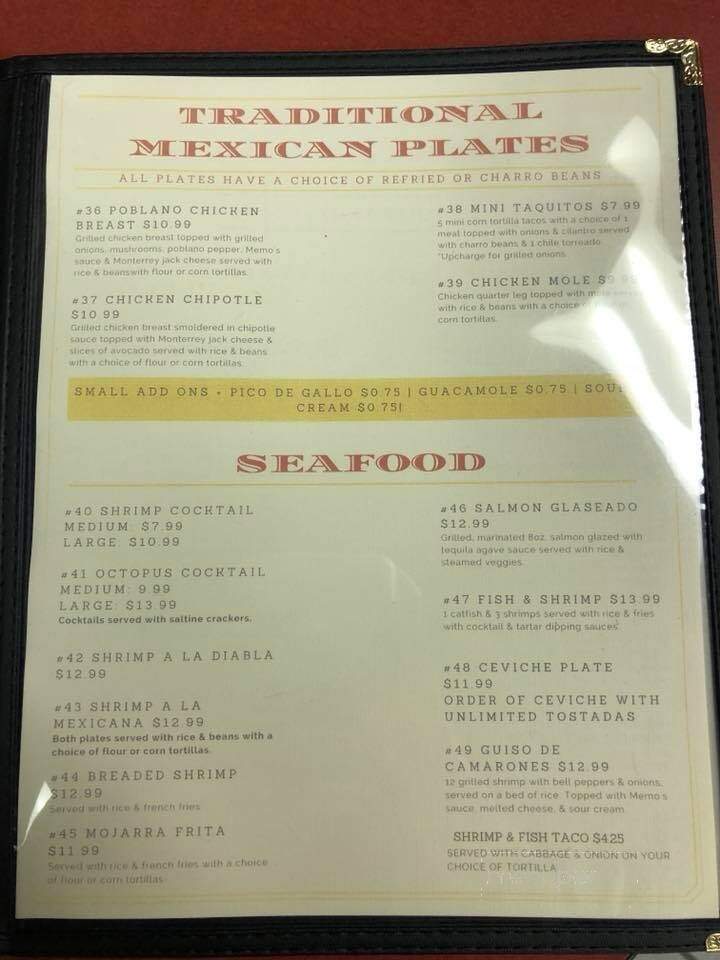 TRADITIONAL
MEXICAN PLATES
ALL PLATES HAVE A CHOICE OF REFRIED OR CHARRO BEANS
#36 POBLANO CHICKEN
BREAST $10.99
Grilled chicken breast topped with grilled
onions, mushrooms, poblano pepper, Memo's
sauce & Monterrey jack cheese served with
rice & beanswith flour or corn tortillas.
#37 CHICKEN CHIPOTLE
$10.99
Grilled chicken breast smoldered in chipotle
sauce topped with Monterrey jack cheese &
slices of avocado served with rice & beans
with a choice of flour or corn tortillas.
#38 MINI TAQUITOS $7.99
5 mini corn tortilla tacos with a choice of 1
meat topped with onions & cilantro served
with charro beans & 1 chile torreado.
*Upcharge for grilled onions.
#39 CHICKEN MOLE $9.99
Chicken quarter leg topped with mole
with rice & beans with a choice
corn tortillas.
SMALL ADD ONS - PICO DE GALLO $0.75 | GUACAMOLE $0.75 | SOUR
CREAM $0.75|
SEAFOOD
#40 SHRIMP COCKTAIL
MEDIUM: $7.99
LARGE: $10.99
#41 OCTOPUS COCKTAIL
MEDIUM: 9.99
LARGE: $13.99
Cocktails served with saltine crackers.
#42 SHRIMP A LA DIABLA
$12.99
#43 SHRIMP A LA
MEXICANA $12.99
Both plates served with rice & beans with a
choice of flour or corn tortillas.
#44 BREADED SHRIMP
$12.99
Served with rice & french fries
#45 MOJARRA FRITA
$11.99
Served with rice & french fries with a choice
of flour or corn tortillas
#46 SALMON GLASEADO
$12.99
Grilled, marinated 8oz. salmon glazed with
tequila agave sauce served with rice &
steamed veggies.
#47 FISH & SHRIMP $13.99
1 catfish & 3 shrimps served with rice & fries
with cocktail & tartar dipping sauces.
#48 CEVICHE PLATE
$11.99
ORDER OF CEVICHE WITH
UNLIMITED TOSTADAS
#49 GUISO DE
CAMARONES $12.99
12 grilled shrimp with bell peppers & onions,
served on a bed of rice. Topped with Memo's
sauce, melted cheese, & sour cream.
SHRIMP & FISH TACO $4.25
SERVED WITH CABBAGE & ONION ON YOUR
CHOICE OF TORTILLA